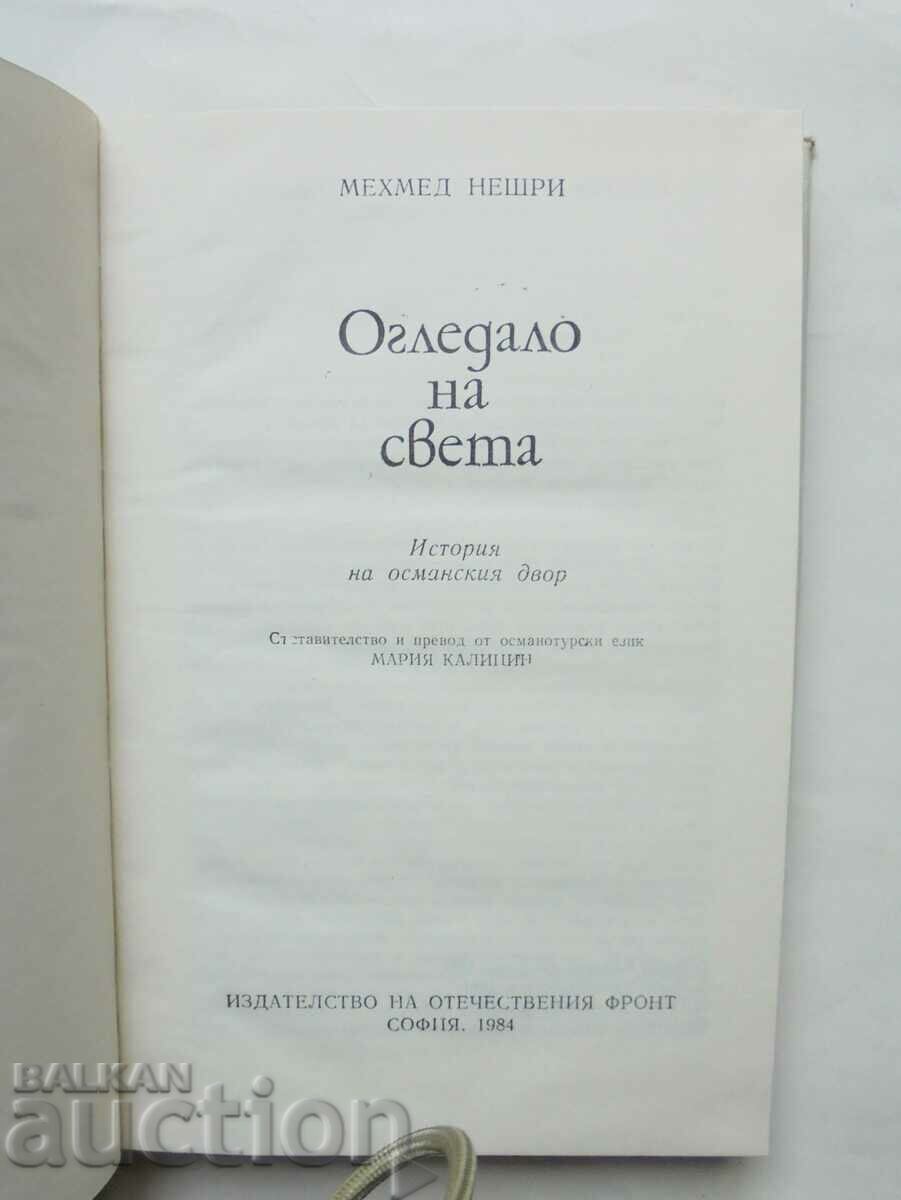 МЕХМЕД НЕШРИ
Огледало
на
света
История
на османския двор
Съставителство и превод от османотурски език
МАРИЯ КАЛИЦИН
ИЗДАТЕЛСТВО НА ОТЕЧЕСТВЕНИЯ ФРОНТ
СОФИЯ, 1984
BALKAN
auction